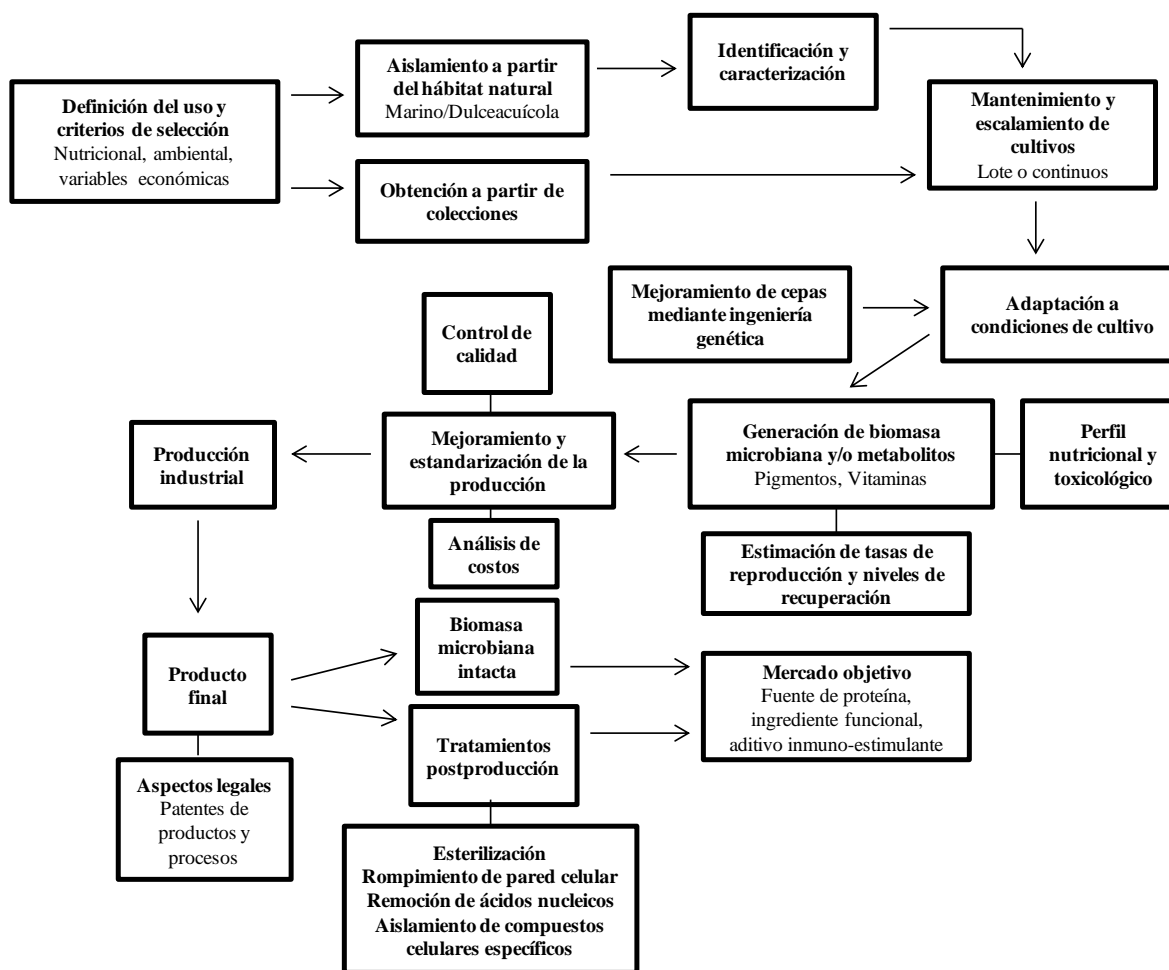 Definición del uso y
criterios de selección
Nutricional, ambiental,
variables económicas
Aislamiento a partir
del hábitat natural
Marino/Dulceacuícola
Identificación y
caracterización
Obtención a partir de
colecciones
Mantenimiento y
escalamiento de
cultivos
Lote o continuos
Mejoramiento de cepas
mediante ingeniería
genética
Adaptación a
condiciones de cultivo
Generación de biomasa
microbiana y/o metabolitos
Pigmentos, Vitaminas
Perfil
nutricional y
toxicológico
Estimación de tasas de
reproducción y niveles de
recuperación
Control de
calidad
Mejoramiento y
estandarización de la
producción
Análisis de
costos
Producción
industrial
Producto
final
Aspectos legales
Patentes de
productos y
procesos
Biomasa
microbiana
intacta
Tratamientos
postproducción
Esterilización
Rompimiento de pared celular
Remoción de ácidos nucleicos
Aislamiento de compuestos
celulares específicos
Mercado objetivo
Fuente de proteína,
ingrediente funcional,
aditivo inmuno-estimulante